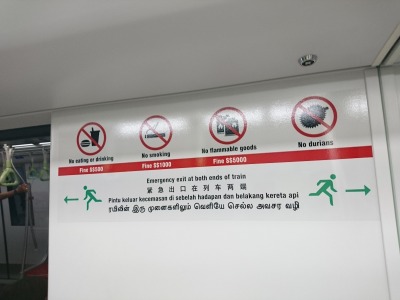 No eating or drinking
No smoking
No flammable goods
No durians
Fine S$500
Fine S$1000
Fine S$5000
Emergency exit at both ends of train
紧急出口在列车两端
Pintu keluar kecemasan di sebelah hadapan dan belakang kereta api
ரயிலின் இரு முனைகளிலும் வெளியே செல்ல அவசர வழி